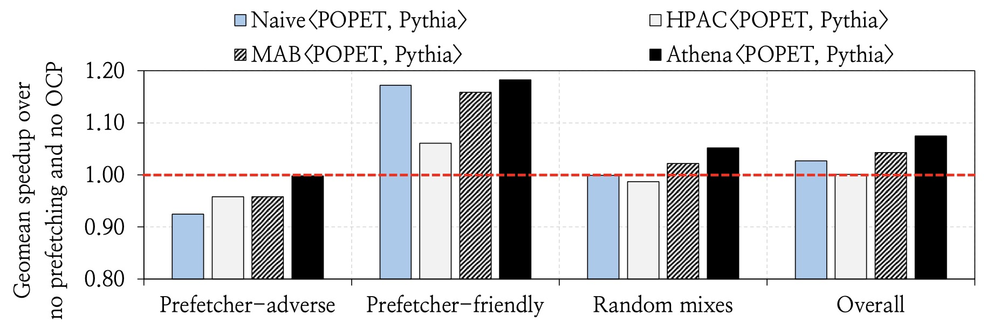 Naive〈POPET, Pythia〉
HPAC〈POPET, Pythia〉
MAB〈POPET, Pythia〉
Athena〈POPET, Pythia〉
Geomean speedup over
no prefetching and no OCP
1.20
1.10
1.00
0.90
0.80
Prefetcher-adverse
Prefetcher-friendly
Random mixes
Overall